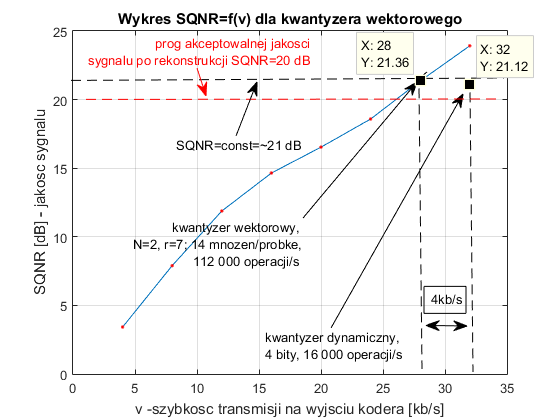 Wykres SQNR=f(v) dla kwantyzera wektorowego
prog akceptowalnej jakosci
sygnalu po rekonstrukcji SQNR=20 dB
X: 28
Y: 21.36
X: 32
Y: 21.12
SQNR=const=~21 dB
kwantyzer wektorowy,
N=2, r=7; 14 mnozen/probke,
112 000 operacji/s
4kb/s
kwantyzer dynamiczny,
4 bity, 16 000 operacji/s
SQNR [dB] - jakosc sygnalu
25
20
15
10
5
0
0 5 10 15 20 25 30 35
v -szybkosc transmisji na wyjsciu kodera [kb/s]